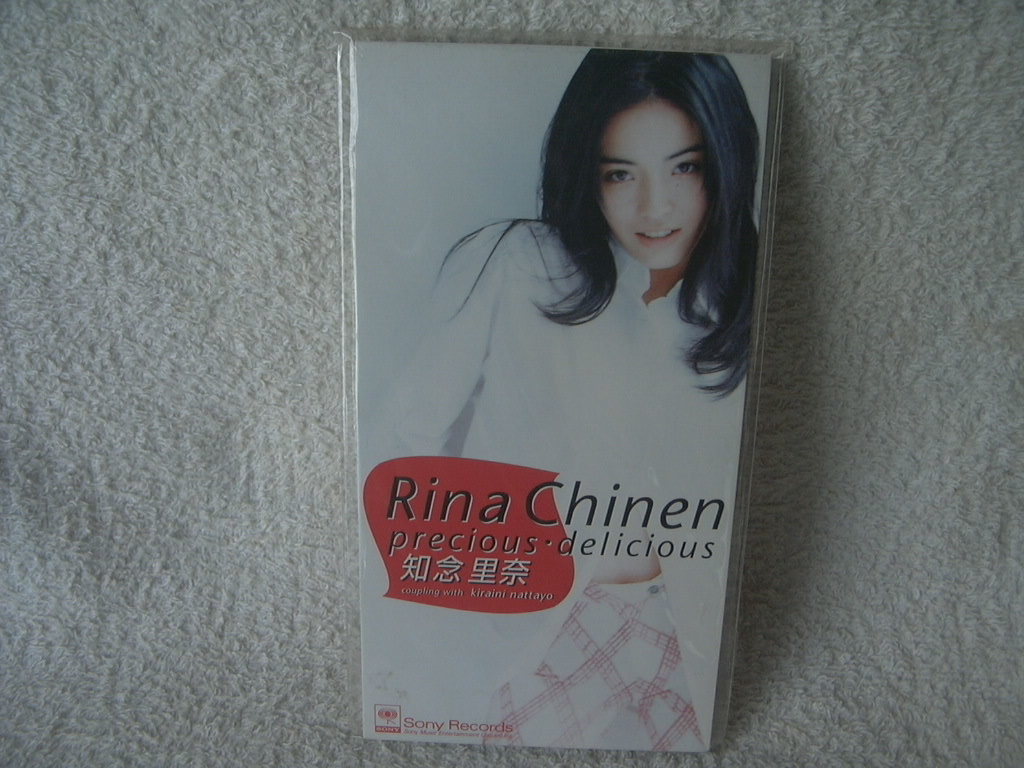 Rina Chinen
precious・delicious
知念里奈
coupling with kiraini nattayo
SONY
Sony Records